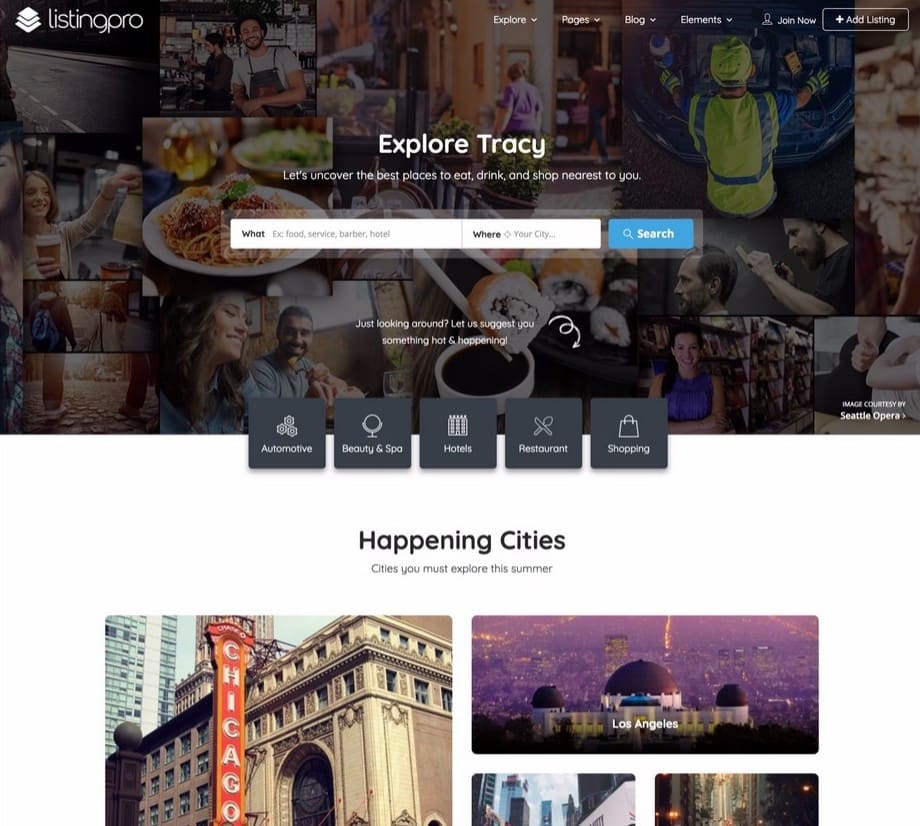 listingpro
Explore
Pages
Blog
Elements
Join Now
+ Add Listing
Explore Tracy
Let's uncover the best places to eat, drink, and shop nearest to you.
What Ex: food, service, barber, hotel
Where Your City...
Search
Just looking around? Let us suggest you
something hot & happening!
IMAGE COURTESY BY
Seattle Opera ›
Automotive
Beauty & Spa
Hotels
Restaurant
Shopping
Happening Cities
Cities you must explore this summer
CHICAGO
Los Angeles